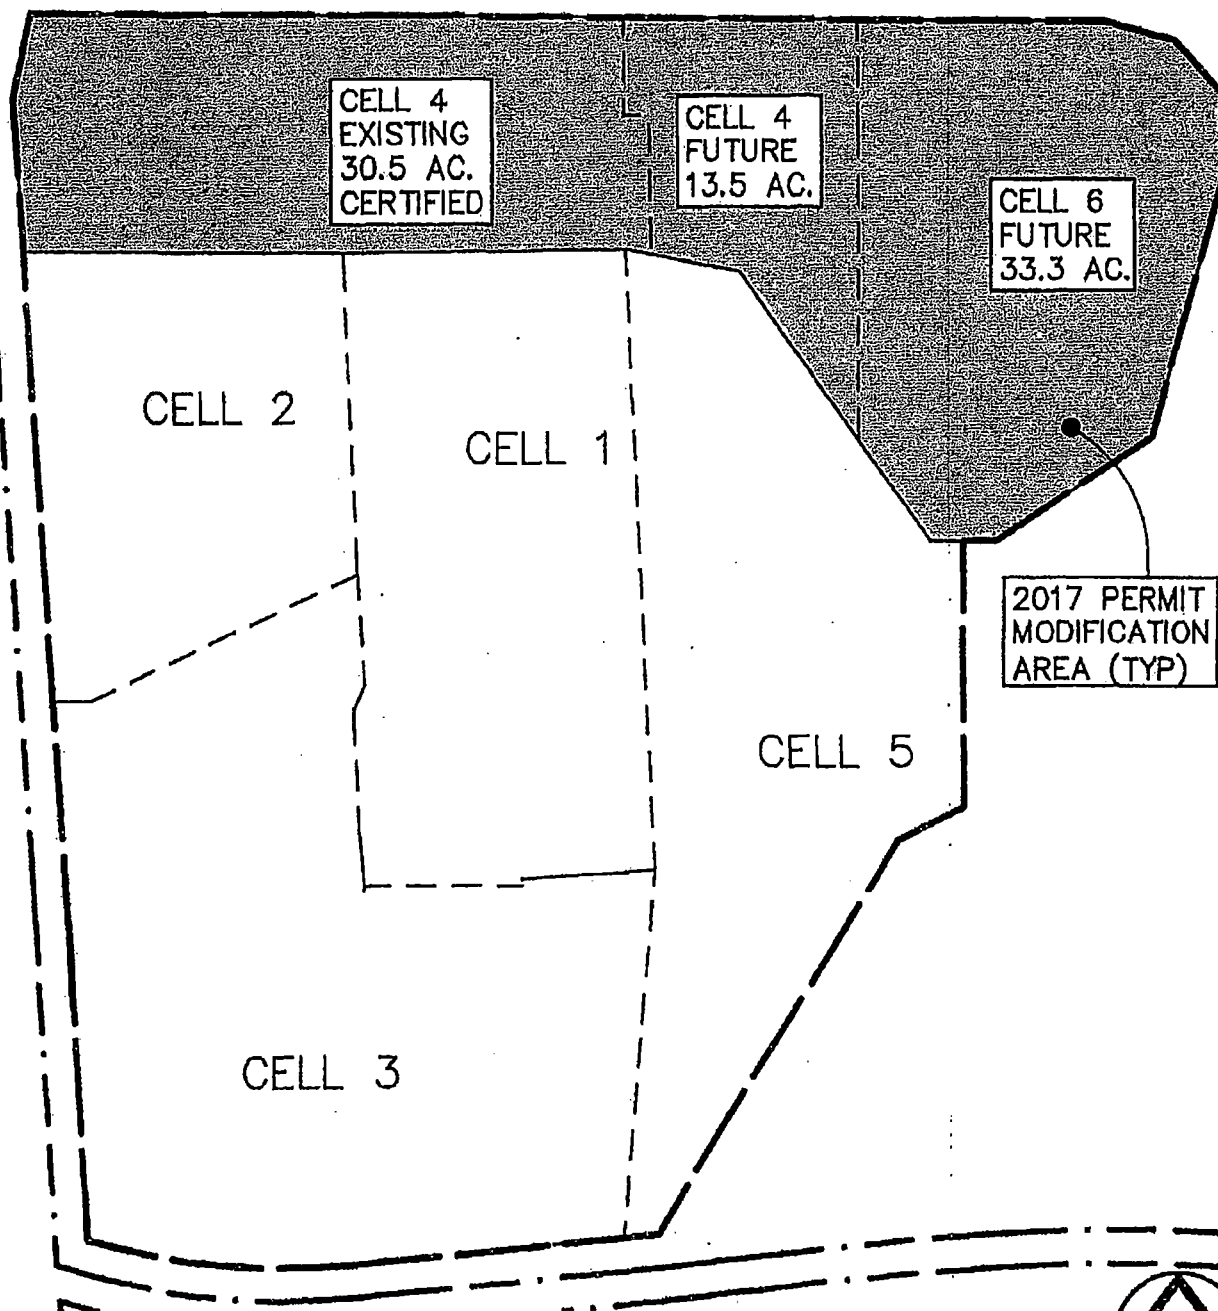 CELL 4
EXISTING
30.5 AC.
CERTIFIED
CELL 4
FUTURE
13.5 AC.
CELL 6
FUTURE
33.3 AC.
CELL 2
CELL 1
2017 PERMIT
MODIFICATION
AREA (TYP)
CELL 5
CELL 3